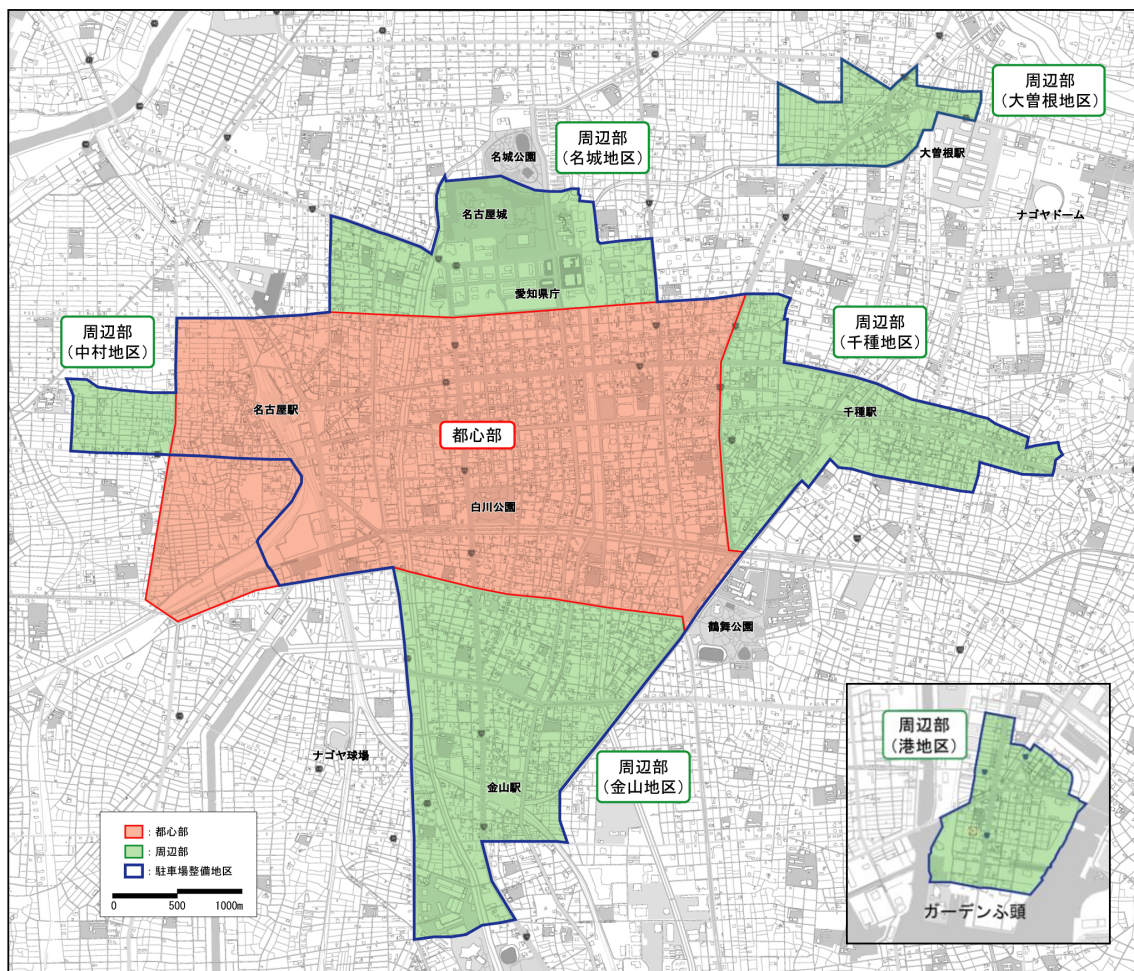 周辺部
（大曽根地区）
周辺部
（名城地区）
名城公園
大曽根駅
名古屋城
ナゴヤドーム
愛知県庁
周辺部
（中村地区）
周辺部
（千種地区）
名古屋駅
千種駅
都心部
白川公園
鶴舞公園
周辺部
（港地区）
ナゴヤ球場
周辺部
（金山地区）
金山駅
：都心部
：周辺部
：駐車場整備地区
0 500 1000m
ガーデンふ頭